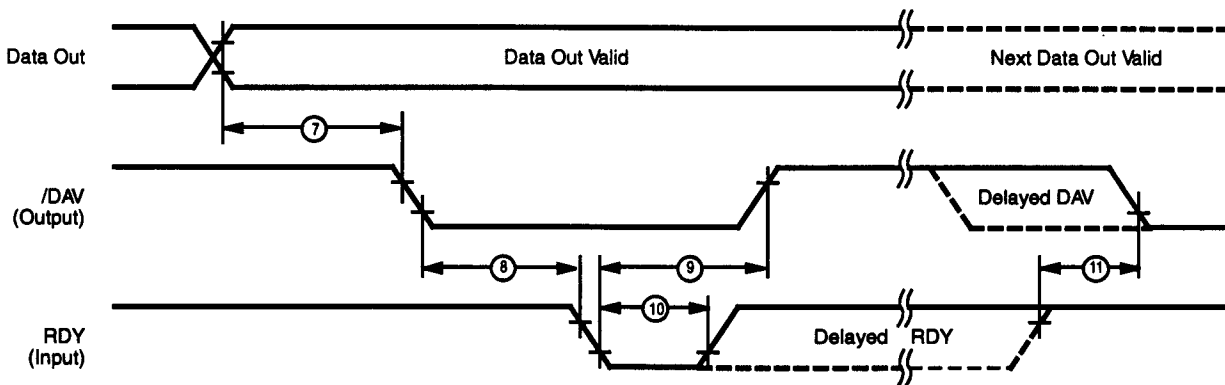 Data Out
Data Out Valid
Next Data Out Valid
7
/DAV
(Output)
Delayed DAV
8
9
11
10
RDY
(Input)
Delayed RDY